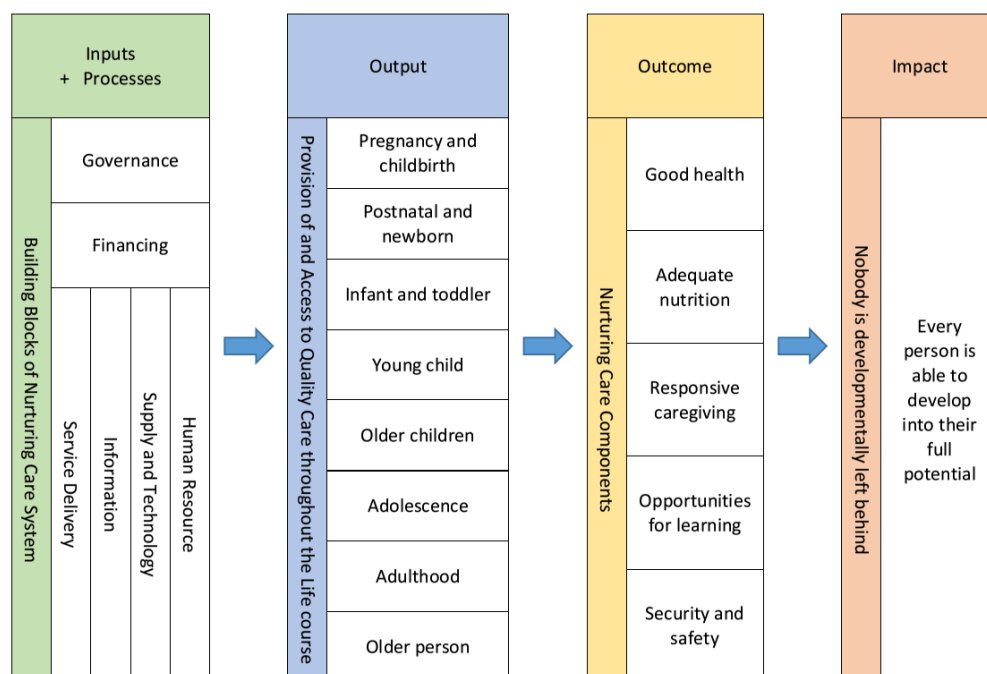 Inputs
+ Processes
Building Blocks of Nurturing Care System
Governance
Financing
Service Delivery
Information
Supply and Technology
Human Resource
Output
Provision of and Access to Quality Care throughout the Life course
Pregnancy and
childbirth
Postnatal and
newborn
Infant and toddler
Young child
Older children
Adolescence
Adulthood
Older person
Outcome
Nurturing Care Components
Good health
Adequate
nutrition
Responsive
caregiving
Opportunities
for learning
Security and
safety
Impact
Nobody is developmentally left behind
Every
person is
able to
develop
into their
full
potential